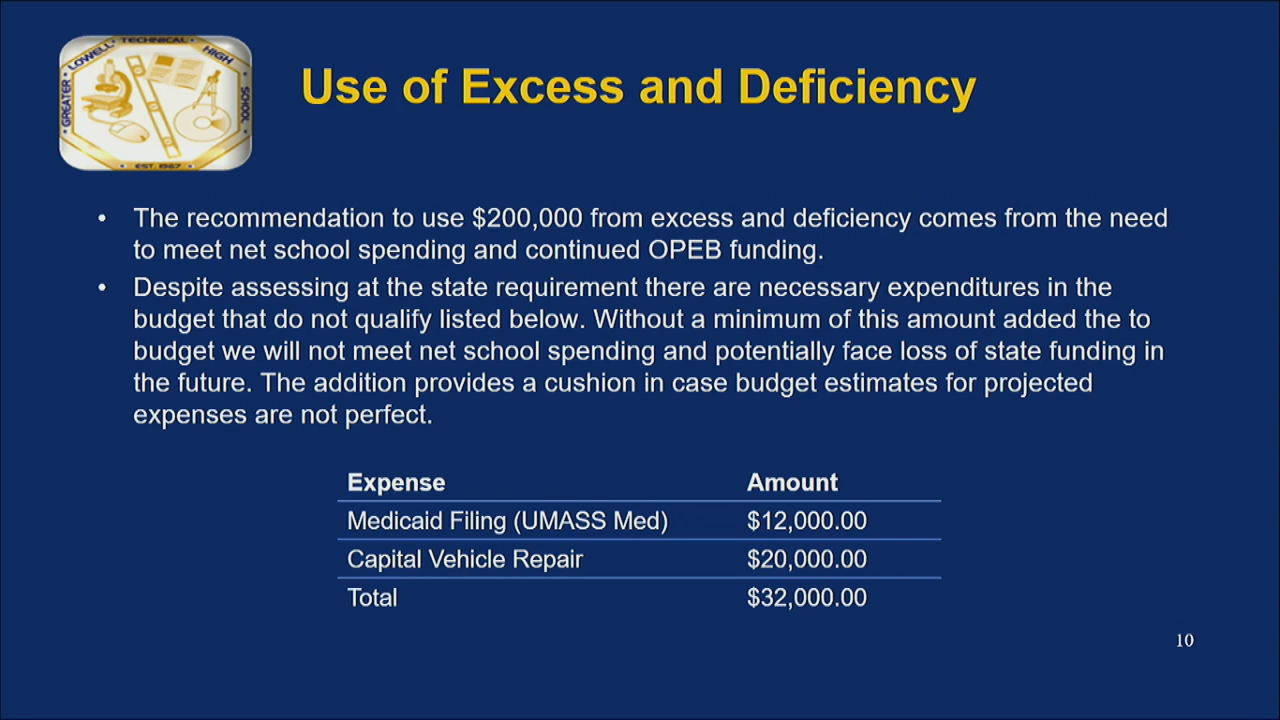 GREATER LOWELL TECHNICAL HIGH SCHOOL
EST. 1967
Use of Excess and Deficiency
• The recommendation to use $200,000 from excess and deficiency comes from the need
to meet net school spending and continued OPEB funding.
• Despite assessing at the state requirement there are necessary expenditures in the
budget that do not qualify listed below. Without a minimum of this amount added the to
budget we will not meet net school spending and potentially face loss of state funding in
the future. The addition provides a cushion in case budget estimates for projected
expenses are not perfect.
Expense Amount
Medicaid Filing (UMASS Med) $12,000.00
Capital Vehicle Repair $20,000.00
Total $32,000.00
10